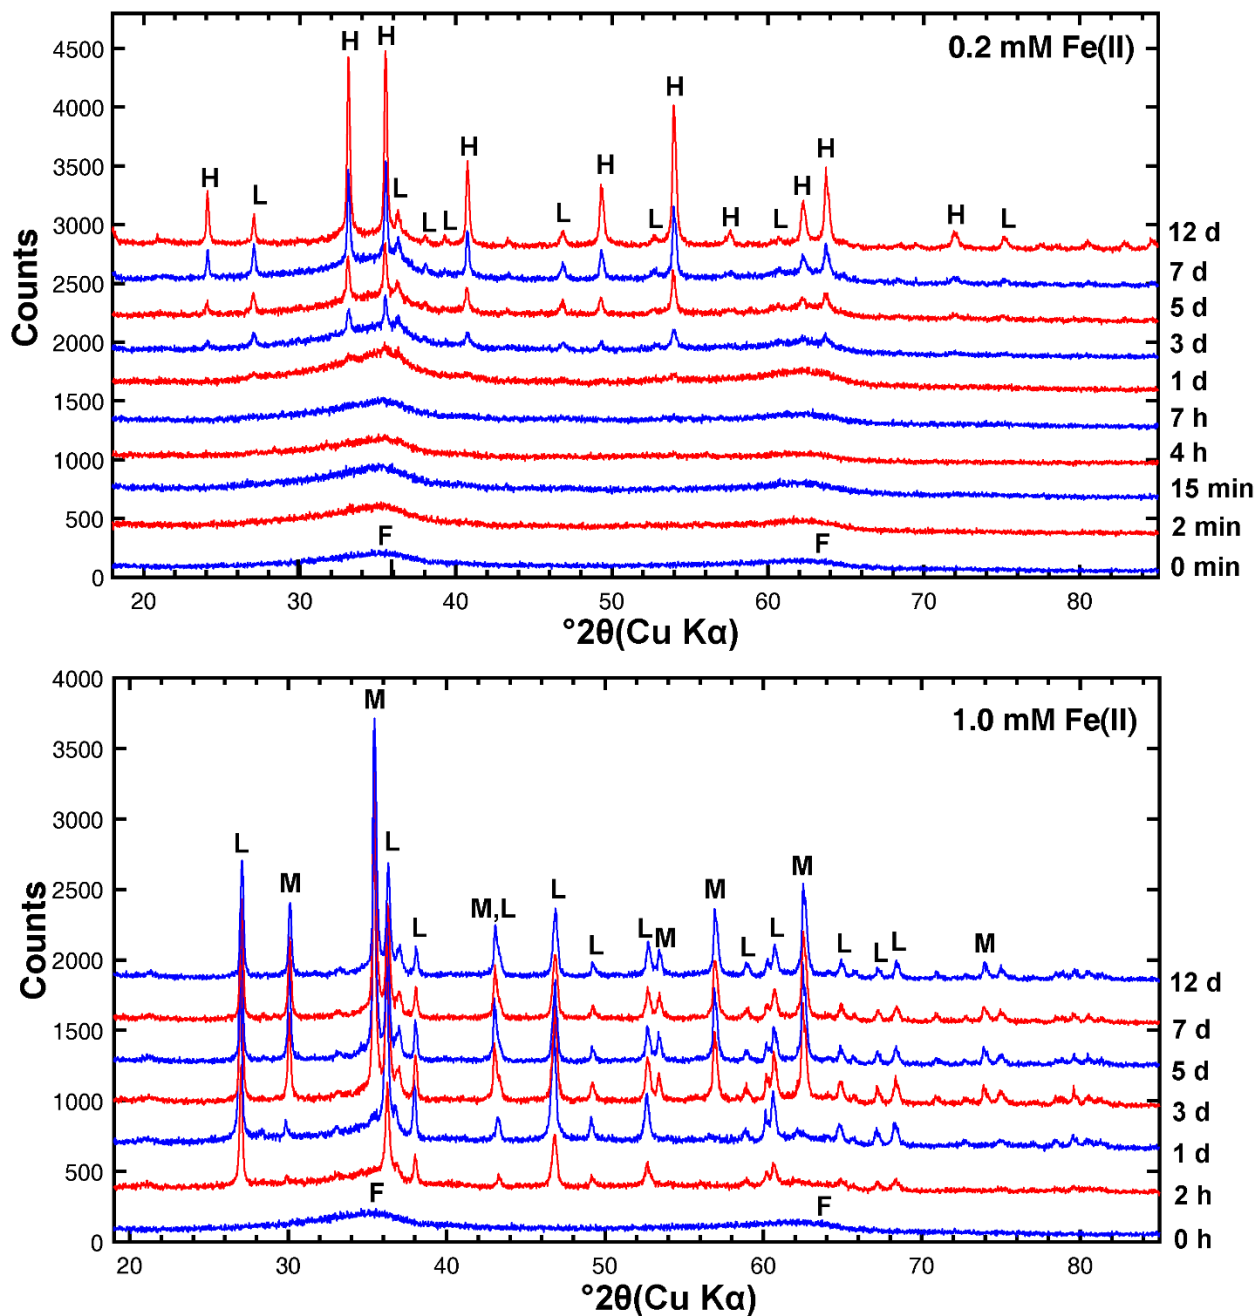 0.2 mM Fe(II)
Counts
4500
4000
3500
3000
2500
2000
1500
1000
500
0
H
L
H
H
L
L
L
H
L
H
L
H
H
L
H
H
H
L
12 d
7 d
5 d
3 d
1 d
7 h
4 h
15 min
2 min
0 min
F
F
20
30
40
50
60
70
80
°2θ(Cu Kα)
1.0 mM Fe(II)
Counts
4000
3500
3000
2500
2000
1500
1000
500
0
L
M
M
L
L
M,L
L
L
L
M
M
L
L
M
L
L
L
M
12 d
7 d
5 d
3 d
1 d
2 h
0 h
F
F
20
30
40
50
60
70
80
°2θ(Cu Kα)